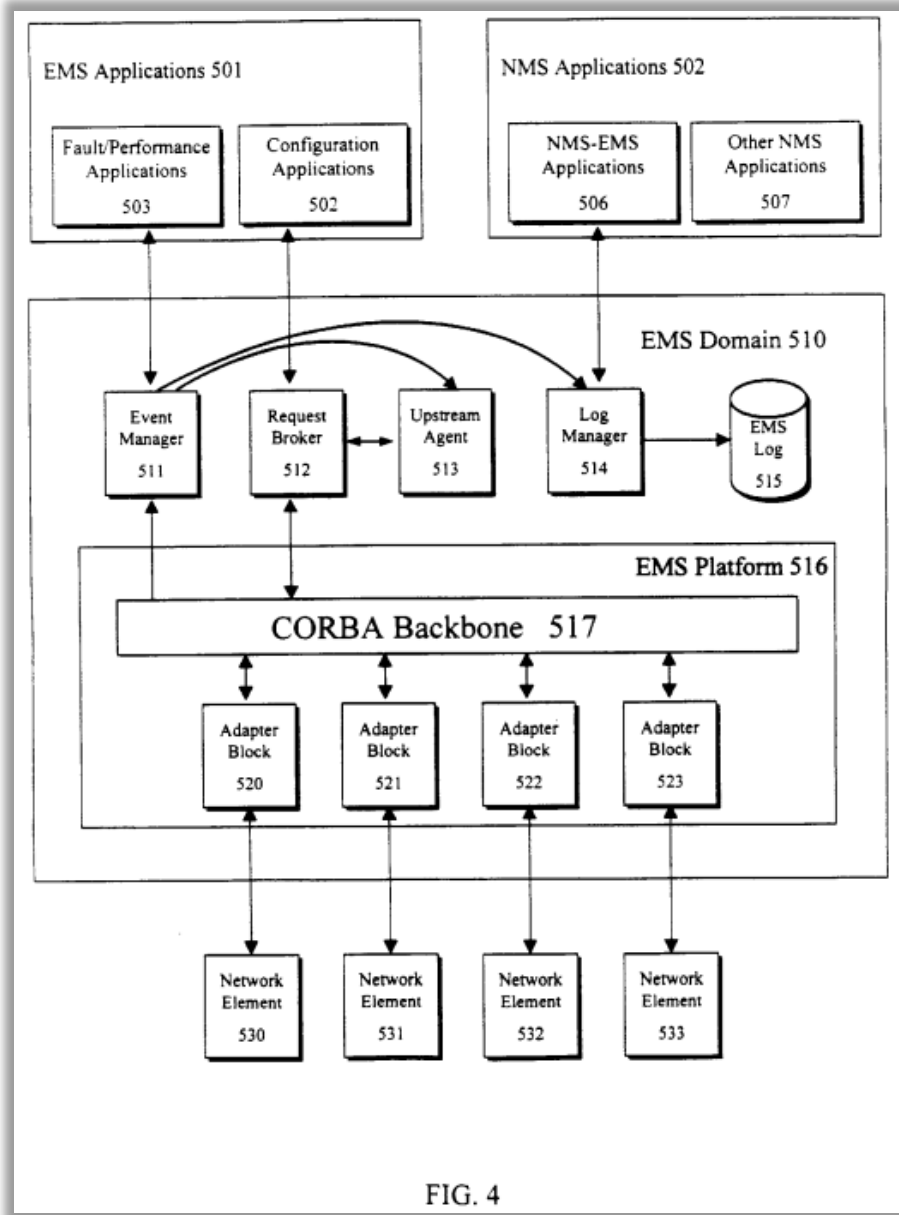 EMS Applications 501
NMS Applications 502
Fault/Performance
Applications
503
Configuration
Applications
502
NMS-EMS
Applications
506
Other NMS
Applications
507
EMS Domain 510
Event
Manager
511
Request
Broker
512
Upstream
Agent
513
Log
Manager
514
EMS
Log
515
EMS Platform 516
CORBA Backbone 517
Adapter
Block
520
Adapter
Block
521
Adapter
Block
522
Adapter
Block
523
Network
Element
530
Network
Element
531
Network
Element
532
Network
Element
533
FIG. 4